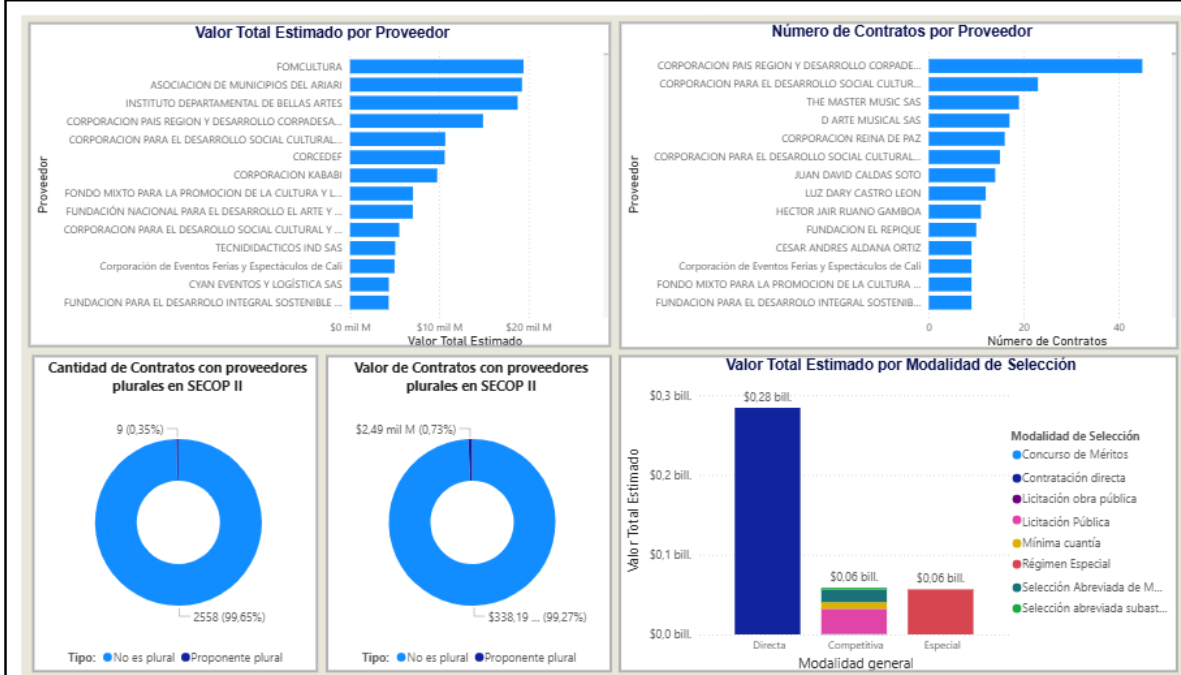 Valor Total Estimado por Proveedor
Proveedor
FOMCULTURA
ASOCIACION DE MUNICIPIOS DEL ARIARI
INSTITUTO DEPARTAMENTAL DE BELLAS ARTES
CORPORACION PAIS REGION Y DESARROLLO CORPADESA...
CORPORACION PARA EL DESARROLLO SOCIAL CULTURAL...
CORCEDEF
CORPORACION KABABI
FONDO MIXTO PARA LA PROMOCION DE LA CULTURA Y L...
FUNDACIÓN NACIONAL PARA EL DESARROLLO EL ARTE Y ...
CORPORACION PARA EL DESAROLLO SOCIAL CULTURAL Y ...
TECNIDIDACTICOS IND SAS
Corporación de Eventos Ferias y Espectáculos de Cali
CYAN EVENTOS Y LOGÍSTICA SAS
FUNDACION PARA EL DESARROLO INTEGRAL SOSTENIBLE ...
$0 mil M $10 mil M $20 mil M
Valor Total Estimado
Número de Contratos por Proveedor
Proveedor
CORPORACION PAIS REGION Y DESARROLLO CORPADE...
CORPORACION PARA EL DESARROLLO SOCIAL CULTUR...
THE MASTER MUSIC SAS
D ARTE MUSICAL SAS
CORPORACION REINA DE PAZ
CORPORACION PARA EL DESAROLLO SOCIAL CULTURAL...
JUAN DAVID CALDAS SOTO
LUZ DARY CASTRO LEON
HECTOR JAIR RUANO GAMBOA
FUNDACION EL REPIQUE
CESAR ANDRES ALDANA ORTIZ
Corporación de Eventos Ferias y Espectáculos de Cali
FONDO MIXTO PARA LA PROMOCION DE LA CULTURA ...
FUNDACION PARA EL DESARROLO INTEGRAL SOSTENIB...
0 20 40
Número de Contratos
Cantidad de Contratos con proveedores
plurales en SECOP II
9 (0,35%)
2558 (99,65%)
Tipo: No es plural Proponente plural
Valor de Contratos con proveedores
plurales en SECOP II
$2,49 mil M (0,73%)
$338,19 ... (99,27%)
Tipo: No es plural Proponente plural
Valor Total Estimado por Modalidad de Selección
Valor Total Estimado
$0,3 bill.
$0,2 bill.
$0,1 bill.
$0,0 bill.
$0,28 bill.
$0,06 bill.
$0,06 bill.
Directa Competitiva Especial
Modalidad general
Modalidad de Selección
Concurso de Méritos
Contratación directa
Licitación obra pública
Licitación Pública
Mínima cuantía
Régimen Especial
Selección Abreviada de M...
Selección abreviada subast...